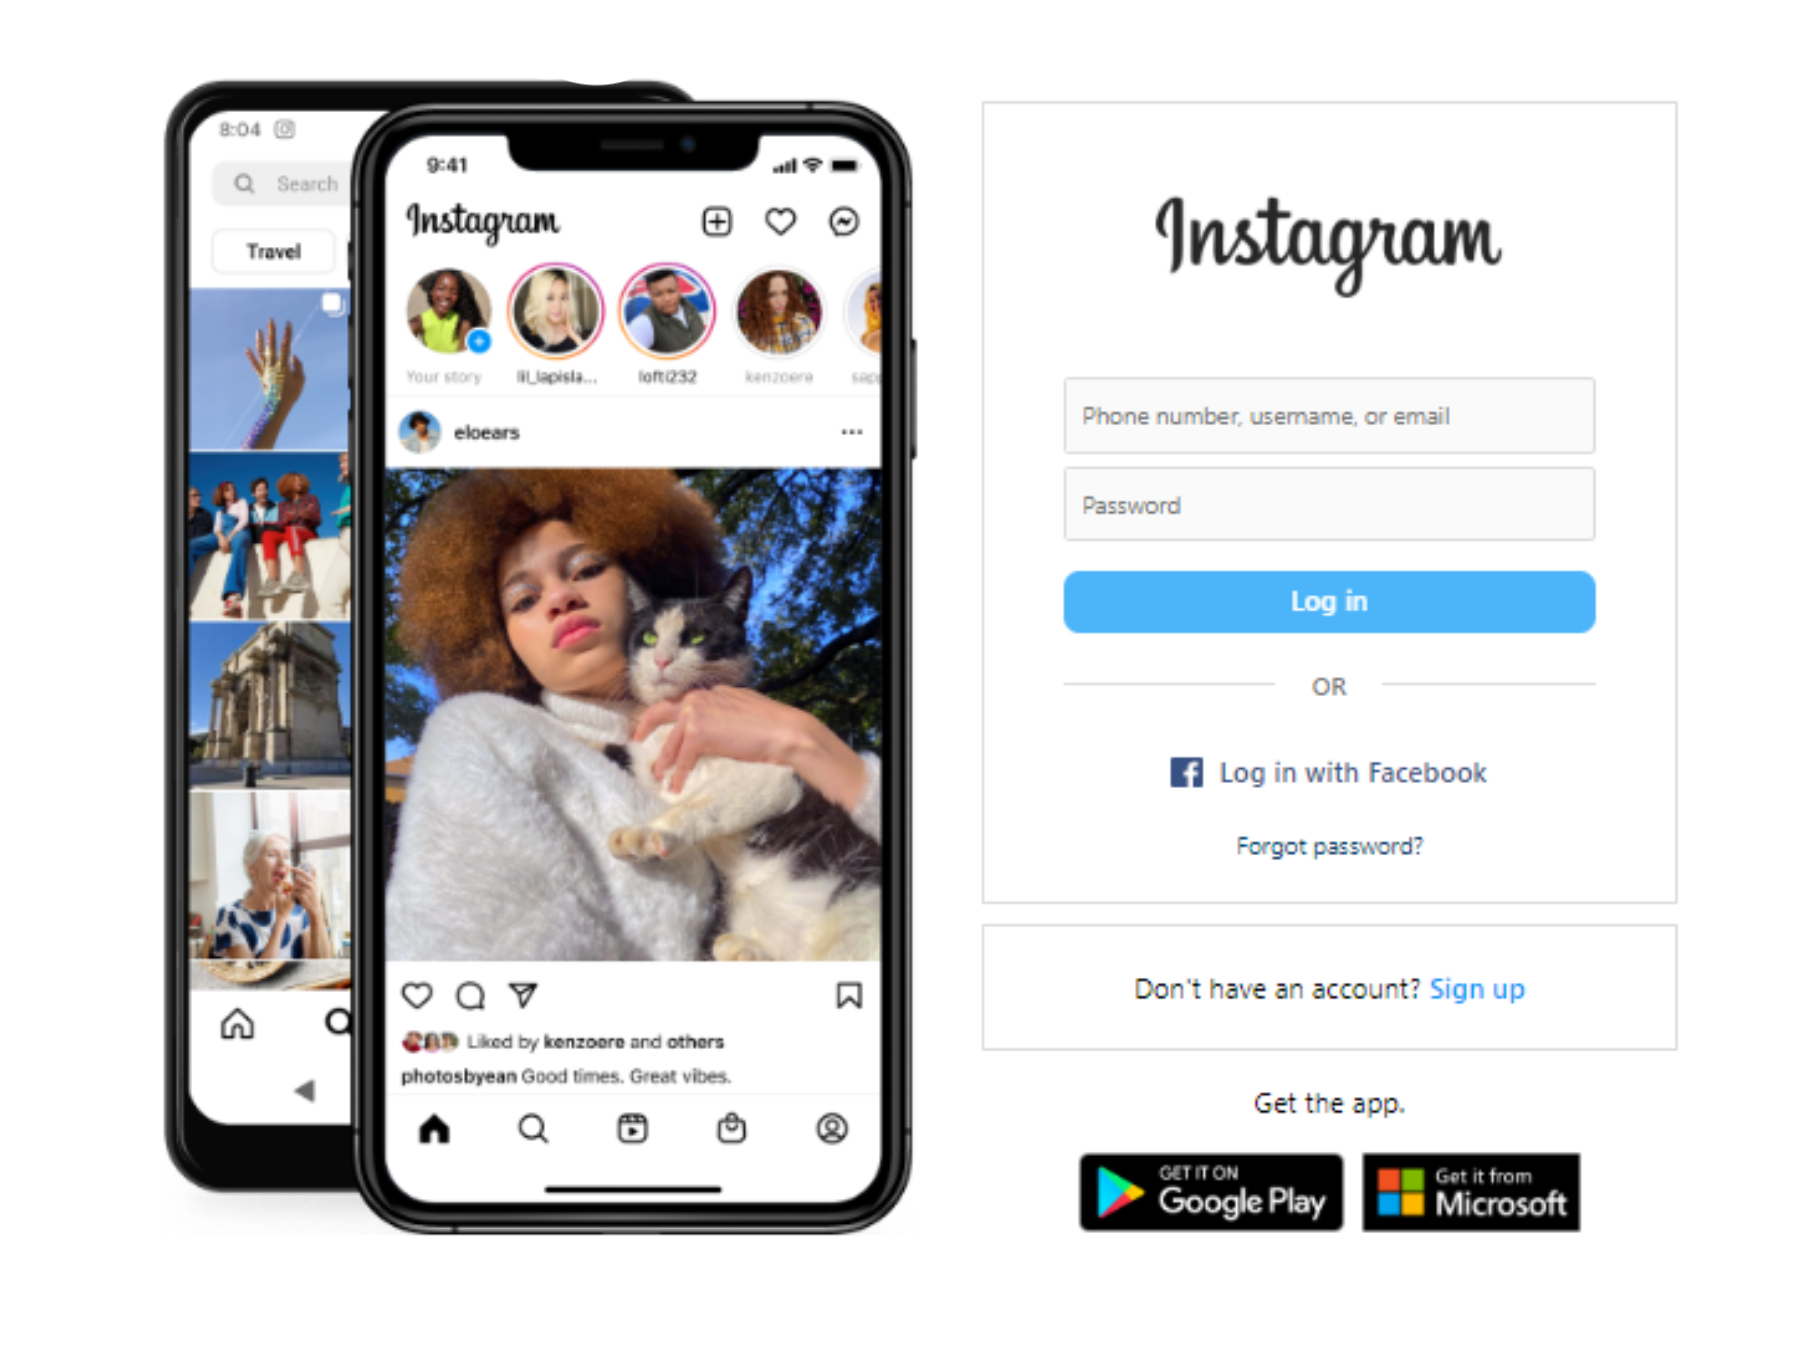 8:04
Search
Travel
9:41
Instagram
Your story
lil_lapisla...
lofti232
kenzoere
sapp
eloears
Liked by kenzoere and others
photosbyean Good times. Great vibes.
Instagram
Phone number, username, or email
Password
Log in
OR
Log in with Facebook
Forgot password?
Don't have an account? Sign up
Get the app.
GET IT ON
Google Play
Get it from
Microsoft